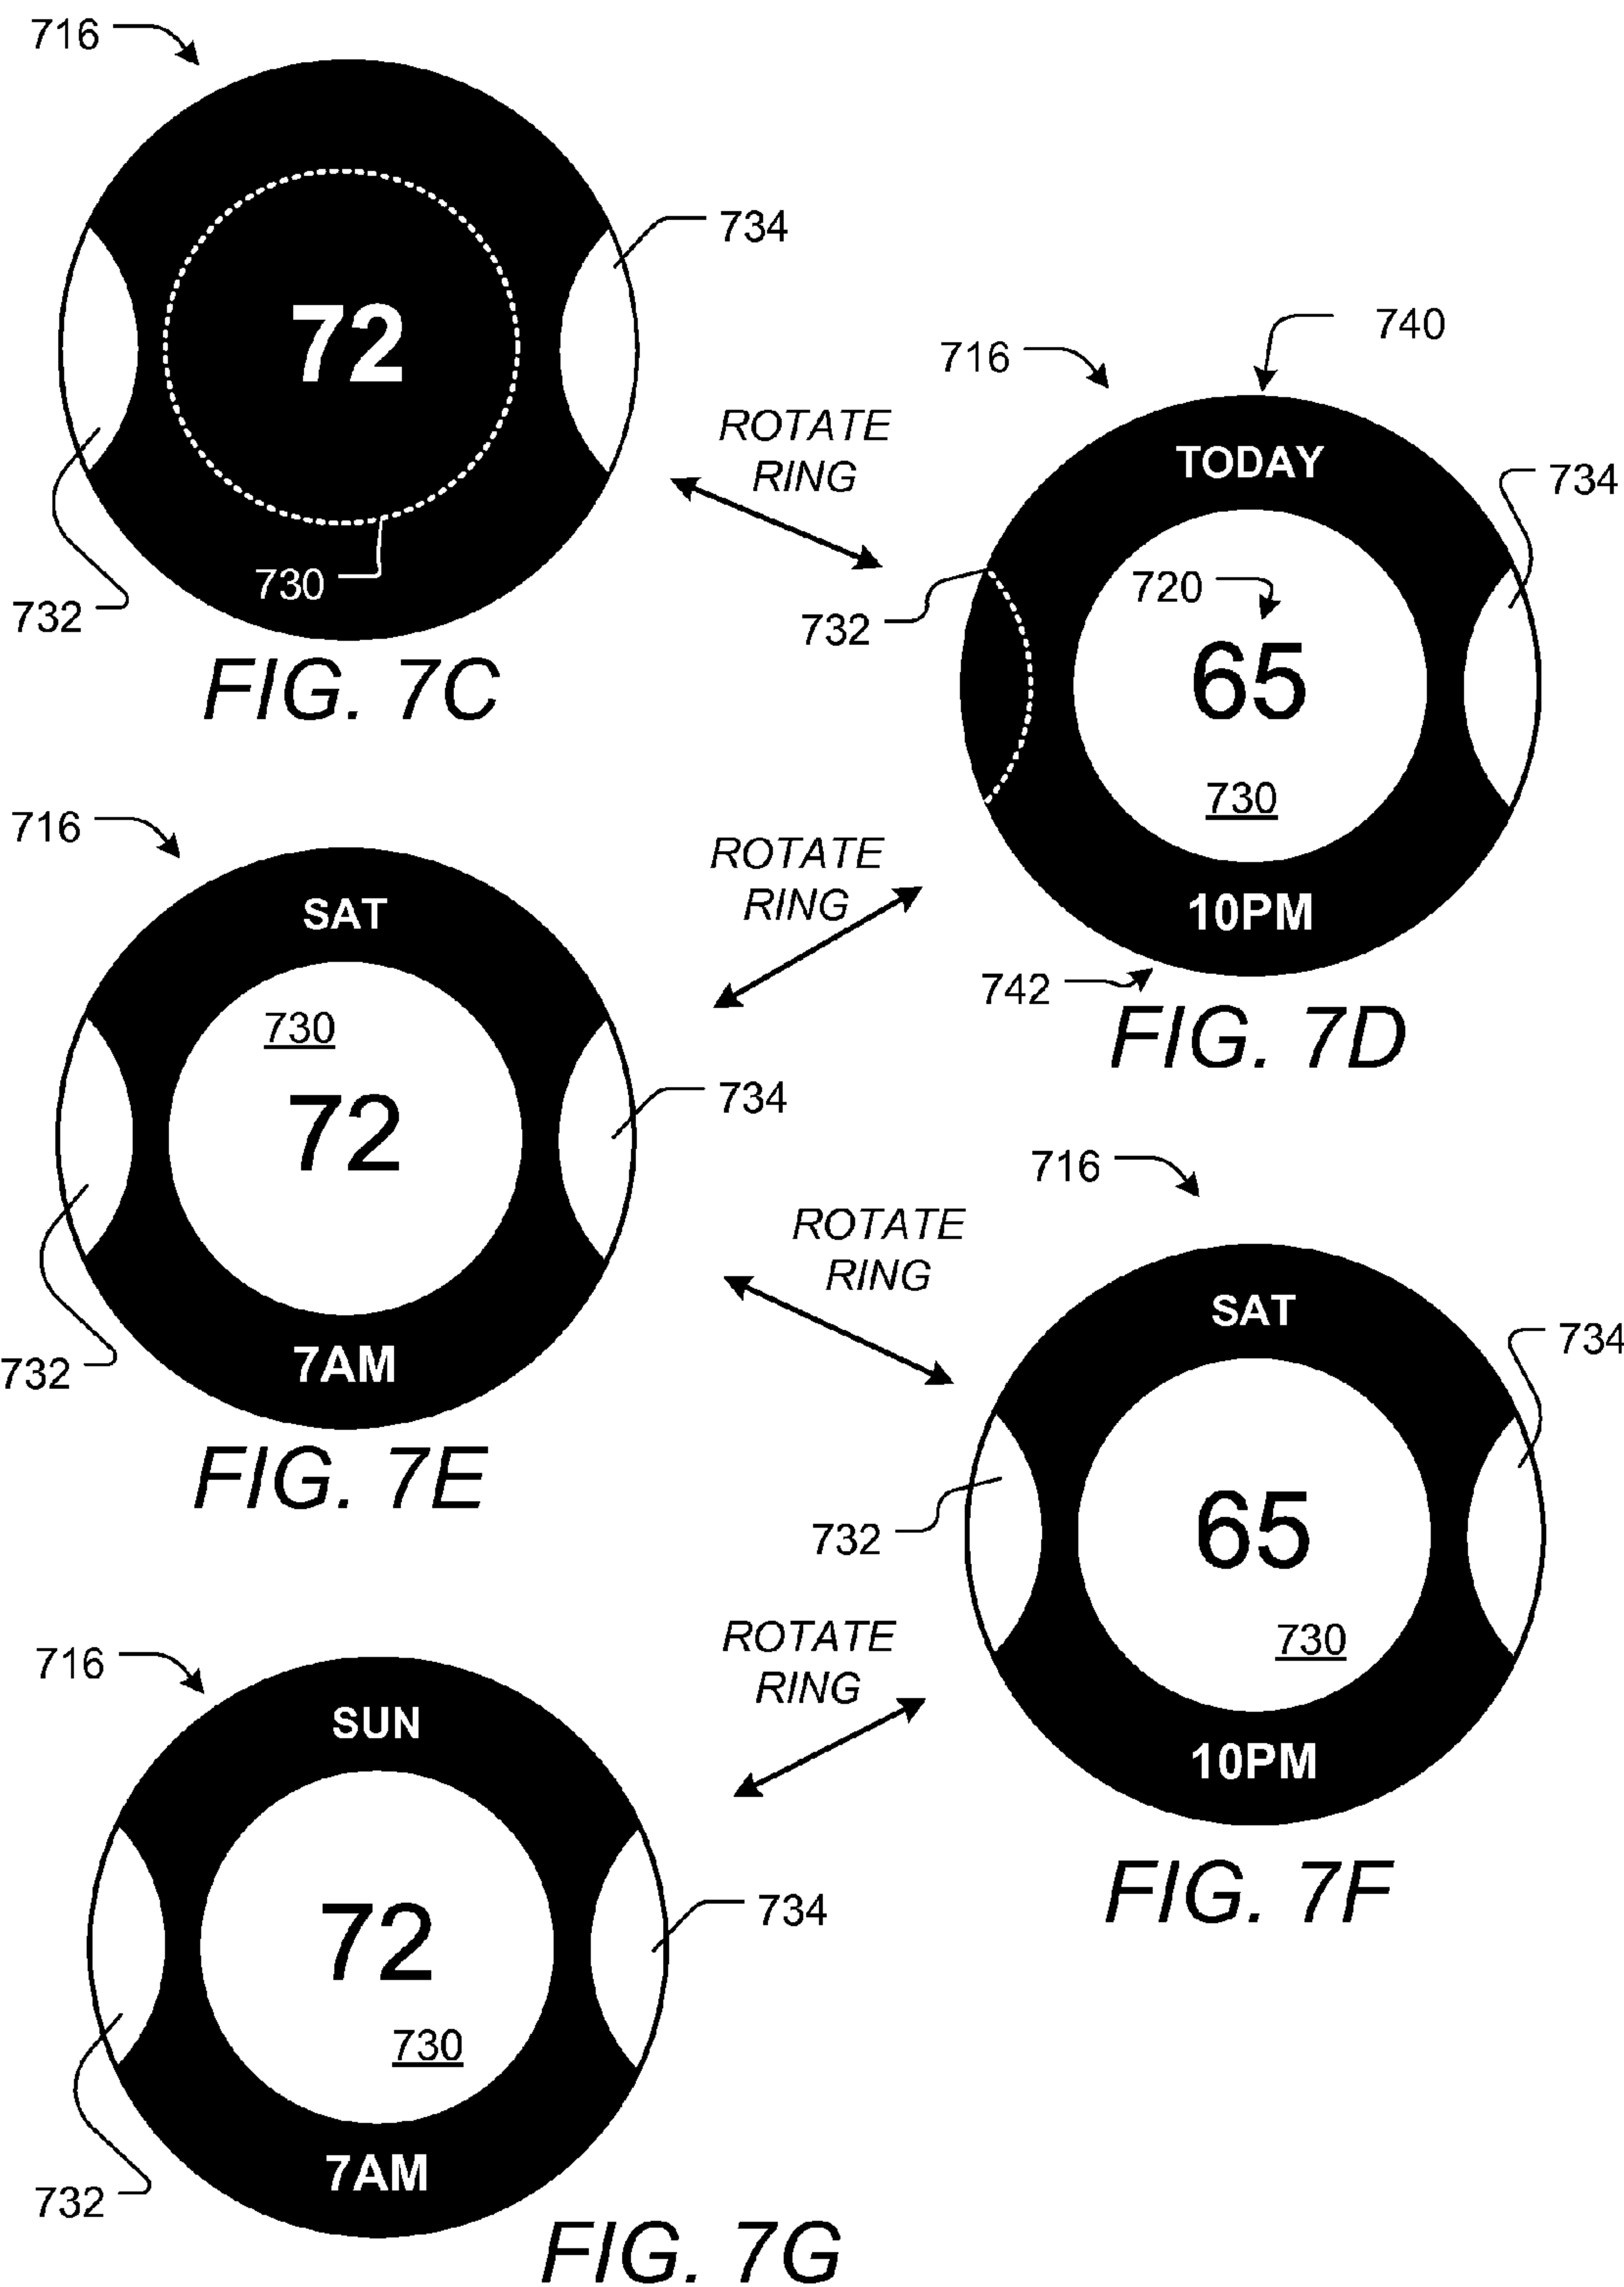 716
734
72
730
732
FIG. 7C
ROTATE
RING
716
740
TODAY
734
720
732
65
730
10PM
742
FIG. 7D
ROTATE
RING
716
SAT
730
734
72
732
7AM
FIG. 7E
ROTATE
RING
716
SAT
734
732
65
730
10PM
FIG. 7F
ROTATE
RING
716
SUN
72
734
730
732
7AM
FIG. 7G